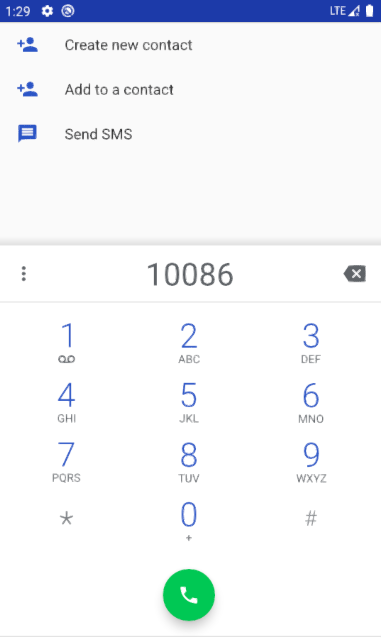 1:29 LTE
Create new contact
Add to a contact
Send SMS
10086
1 2 3
ABC DEF
4 5 6
GHI JKL MNO
7 8 9
PQRS TUV WXYZ
* 0 #
+